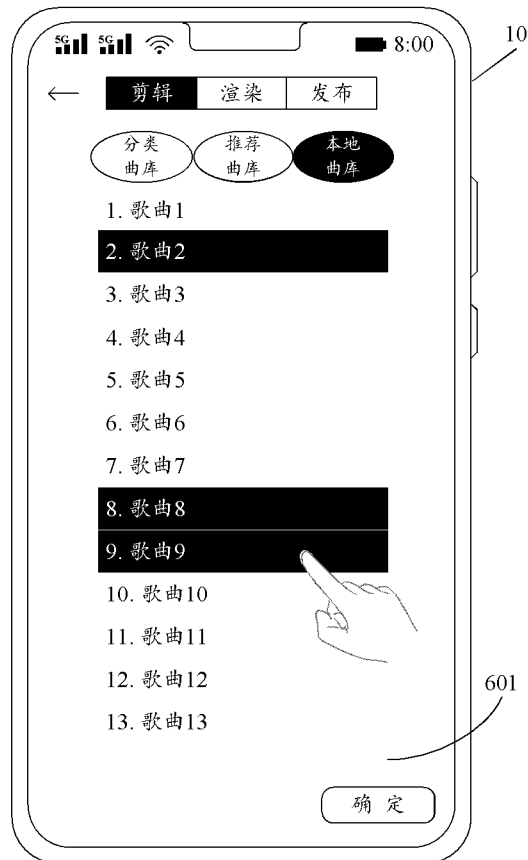 5G 5G 8:00
10
剪辑 渲染 发布
分类曲库 推荐曲库 本地曲库
1. 歌曲1
2. 歌曲2
3. 歌曲3
4. 歌曲4
5. 歌曲5
6. 歌曲6
7. 歌曲7
8. 歌曲8
9. 歌曲9
10. 歌曲10
11. 歌曲11
12. 歌曲12
13. 歌曲13
601
确 定